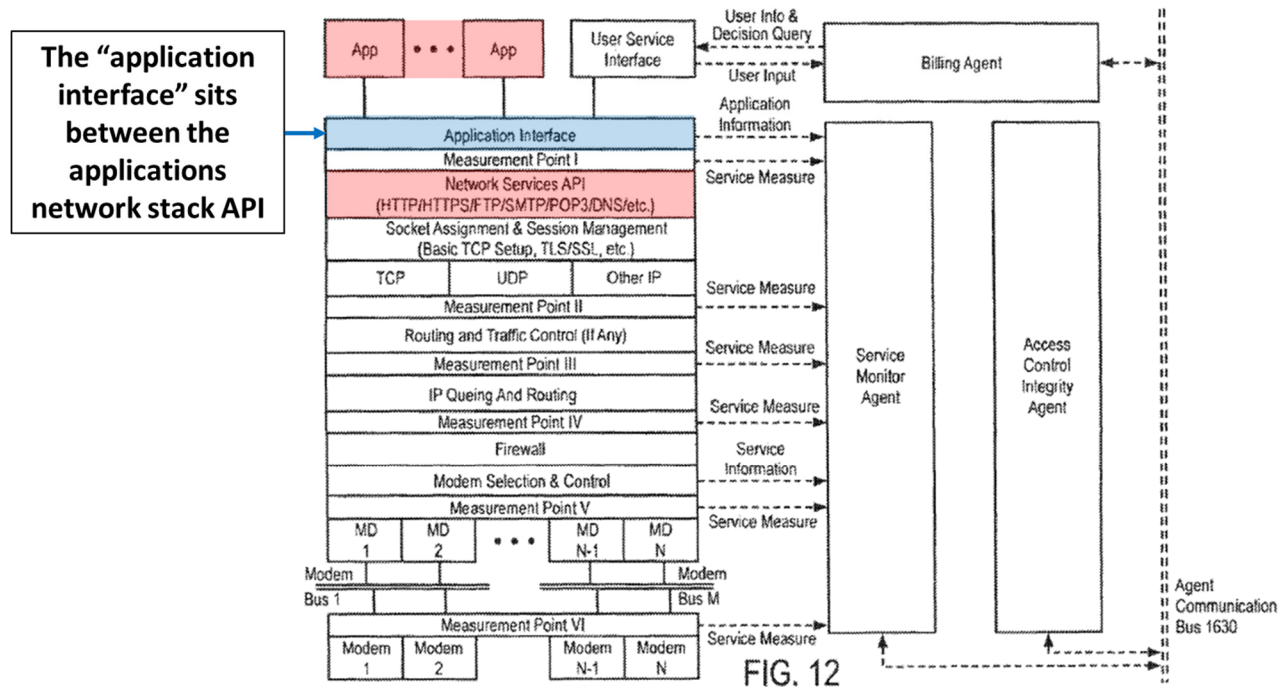 The “application
interface” sits
between the
applications
network stack API
App
• • •
App
User Service
Interface
User Info &
Decision Query
User Input
Billing Agent
Application Interface
Application
Information
Measurement Point I
Service Measure
Network Services API
(HTTP/HTTPS/FTP/SMTP/POP3/DNS/etc.)
Socket Assignment & Session Management
(Basic TCP Setup, TLS/SSL, etc.)
TCP
UDP
Other IP
Measurement Point II
Service Measure
Routing and Traffic Control (If Any)
Measurement Point III
Service Measure
IP Queing And Routing
Measurement Point IV
Service Measure
Firewall
Service
Information
Modem Selection & Control
Measurement Point V
Service Measure
MD
1
MD
2
• • •
MD
N-1
MD
N
Modem
Bus 1
Modem
Bus M
Measurement Point VI
Service Measure
Modem
1
Modem
2
Modem
N-1
Modem
N
Service
Monitor
Agent
Access
Control
Integrity
Agent
Agent
Communication
Bus 1630
FIG. 12